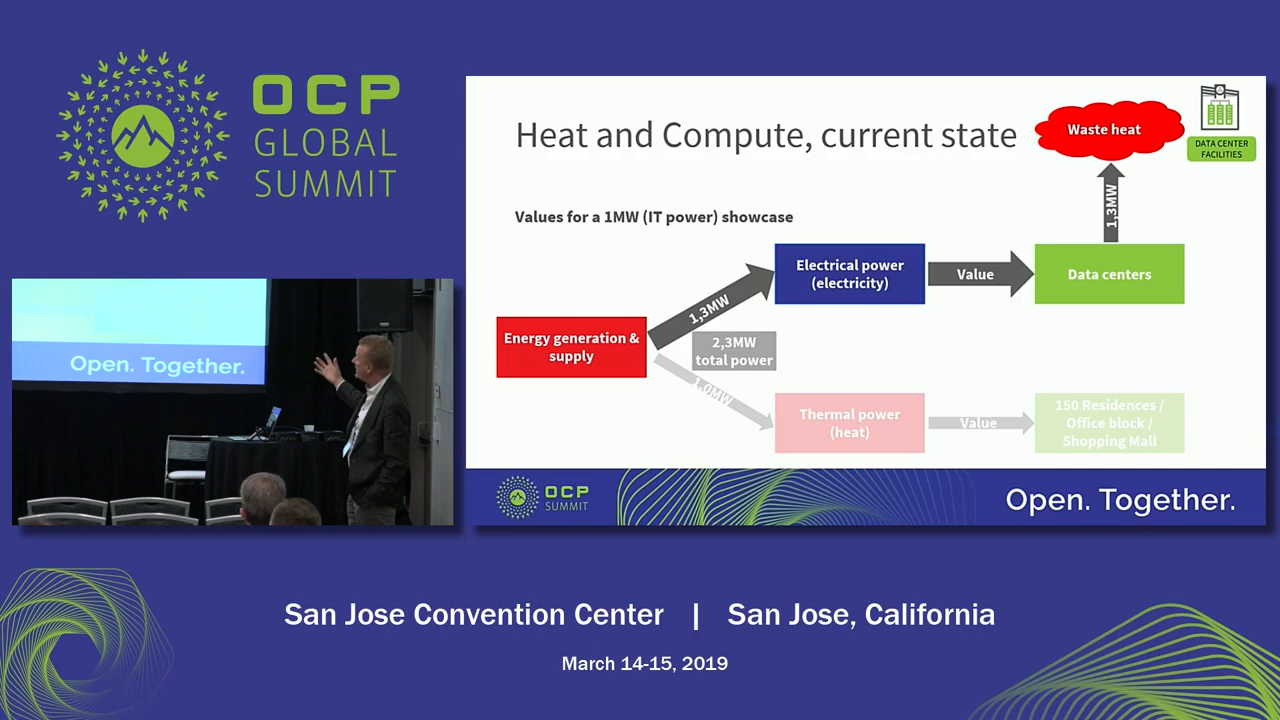 OCP
GLOBAL
SUMMIT
Open. Together.
Heat and Compute, current state
Waste heat
DATA CENTER
FACILITIES
1,3MW
Values for a 1MW (IT power) showcase
Electrical power
(electricity)
Value
Data centers
1,3MW
Energy generation &
supply
2,3MW
total power
1.0MW
Thermal power
(heat)
Value
150 Residences /
Office block /
Shopping Mall
OCP
SUMMIT
Open. Together.
San Jose Convention Center | San Jose, California
March 14-15, 2019